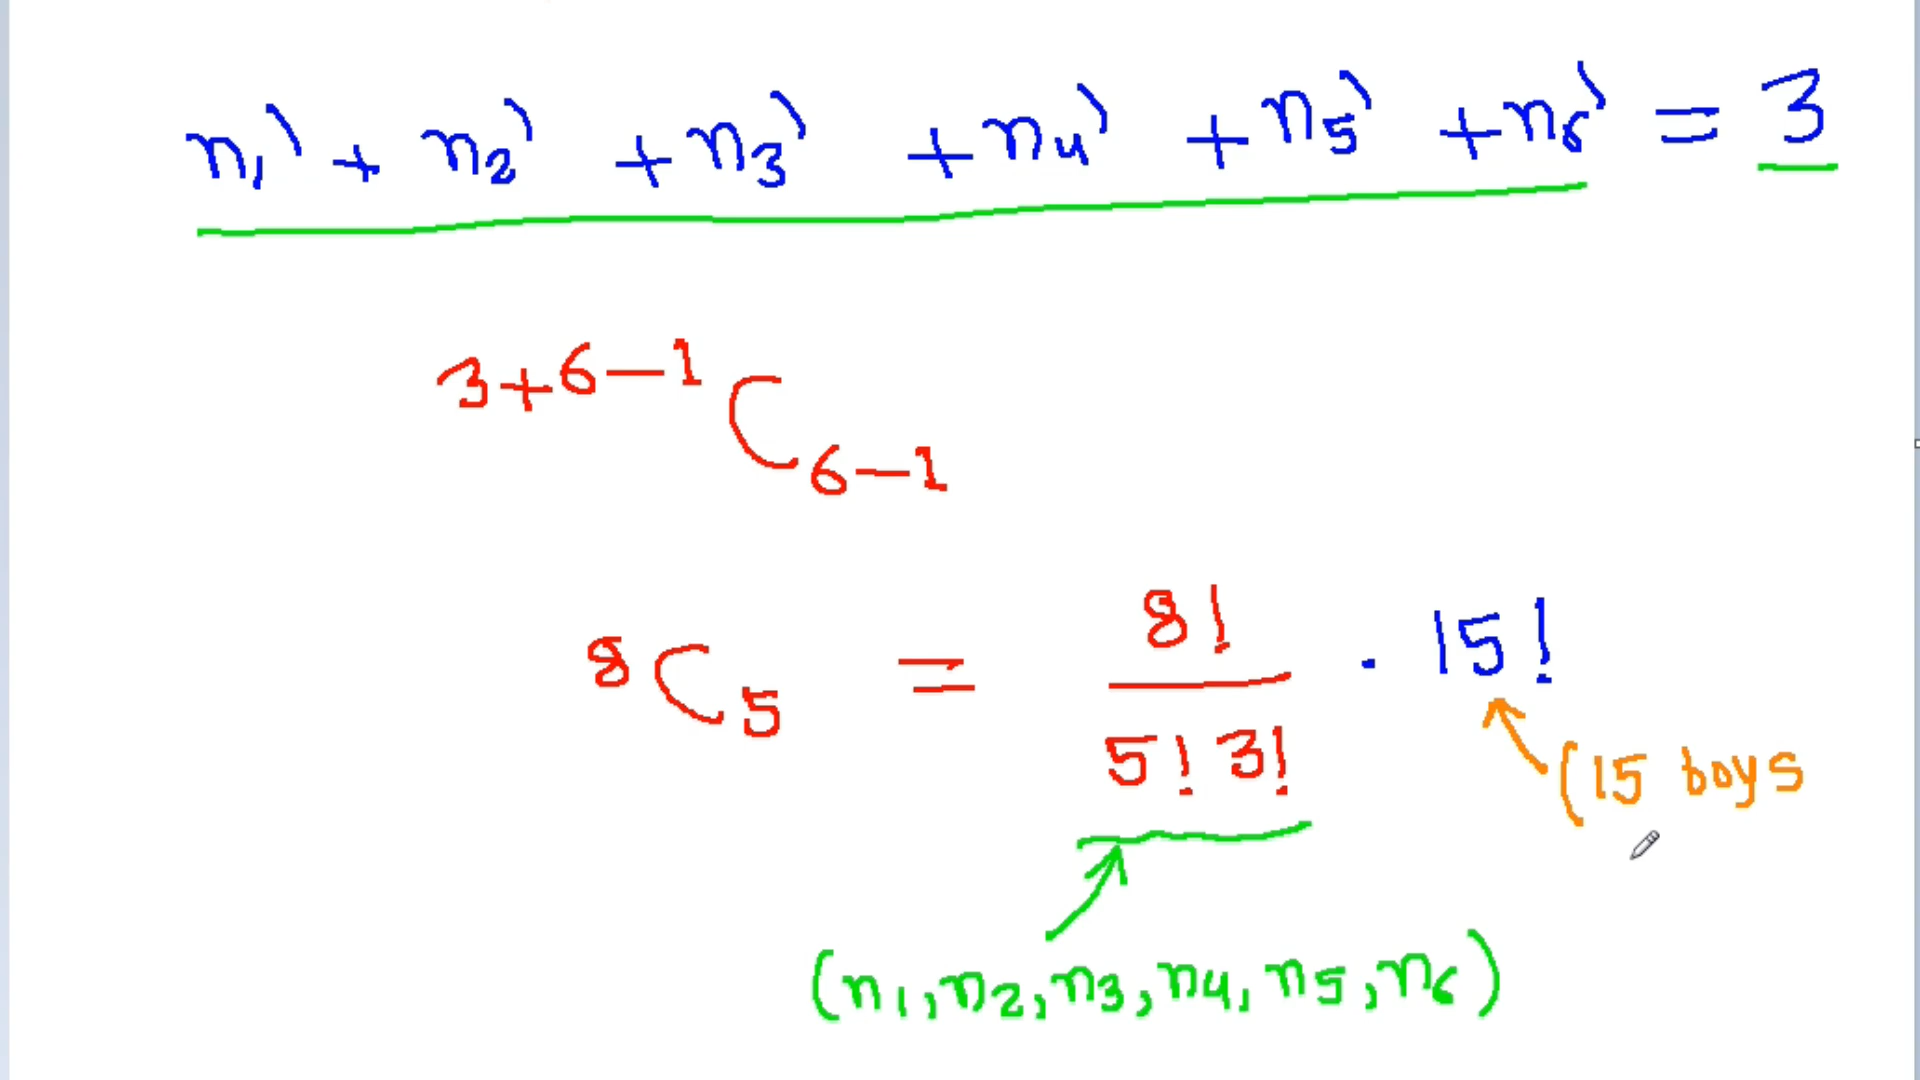 n₁' + n₂' + n₃' + n₄' + n₅' + n₆' = 3
³⁺⁶⁻¹C₆₋₁
⁸C₅ = 8! / 5! 3! . 15!
(15 boys
(n₁, n₂, n₃, n₄, n₅, n₆)